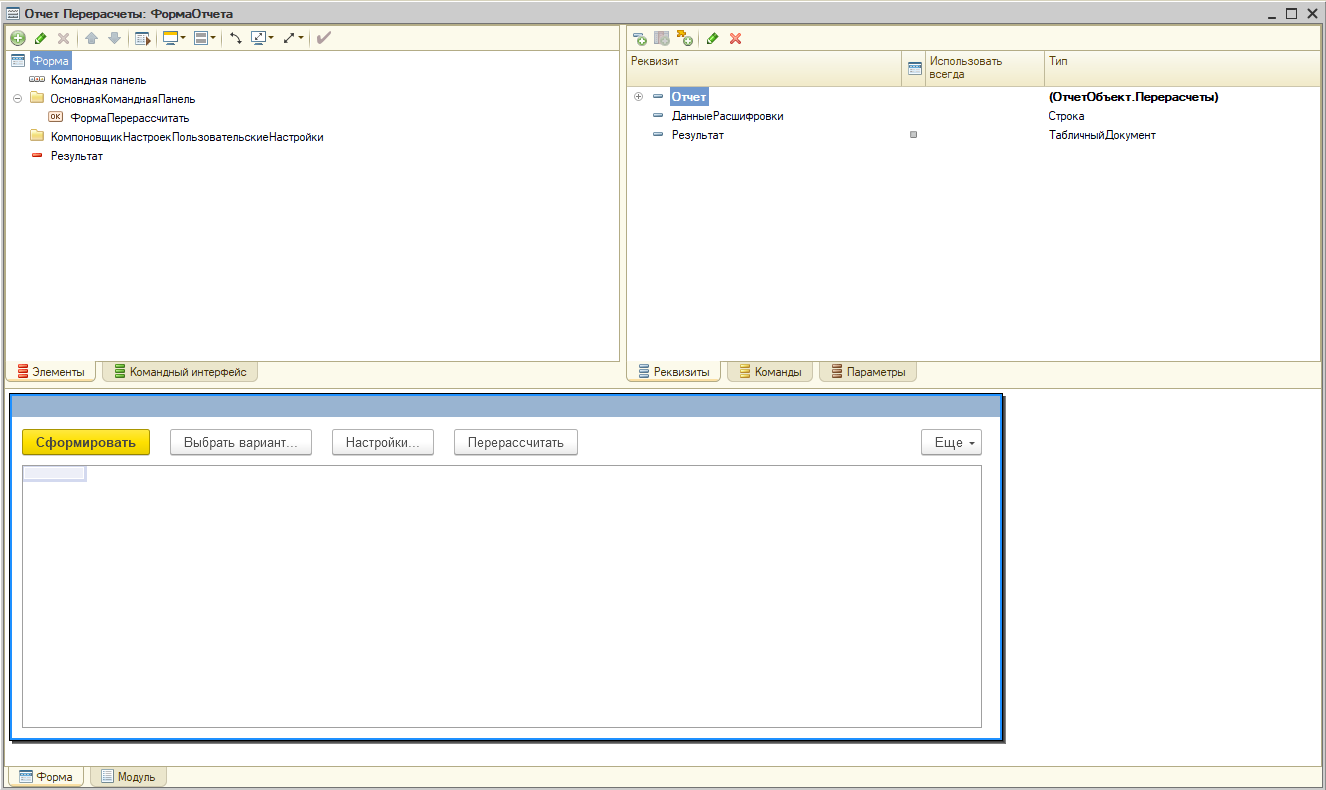 Отчет Перерасчеты: ФормаОтчета
Форма
Командная панель
ОсновнаяКоманднаяПанель
OK ФормаПерерассчитать
КомпоновщикНастроекПользовательскиеНастройки
Результат
Элементы
Командный интерфейс
Реквизит
Использовать
всегда
Тип
Отчет (ОтчетОбъект.Перерасчеты)
ДанныеРасшифровки Строка
Результат ТабличныйДокумент
Реквизиты
Команды
Параметры
Сформировать
Выбрать вариант...
Настройки...
Перерассчитать
Еще
Форма
Модуль